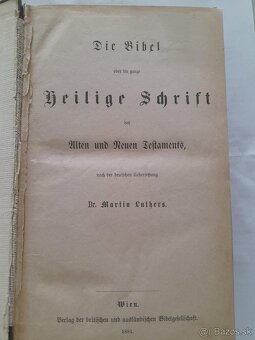 Die Bibel
oder die ganze
Heilige Schrift
des
Alten und Neuen Testaments,
nach der deutschen Uebersetzung
Dr. Martin Luthers.
Wien.
Verlag der britischen und ausländischen Bibelgesellschaft.
bazos.sk